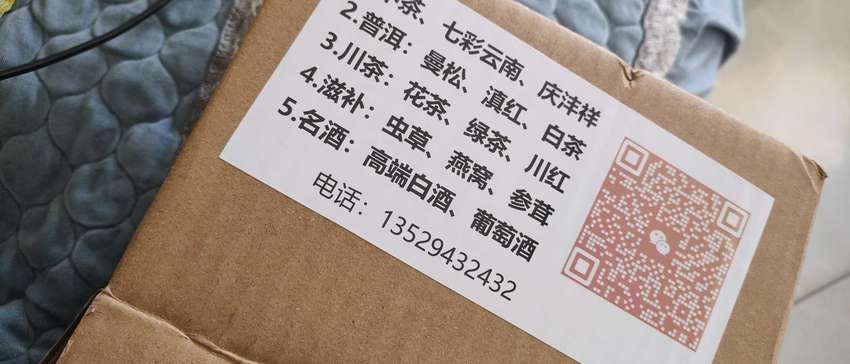 茶、七彩云南、庆沣祥
2.普洱：曼松、滇红、白茶
3.川茶：花茶、绿茶、川红
4.滋补：虫草、燕窝、参茸
5.名酒：高端白酒、葡萄酒
电话：13529432432